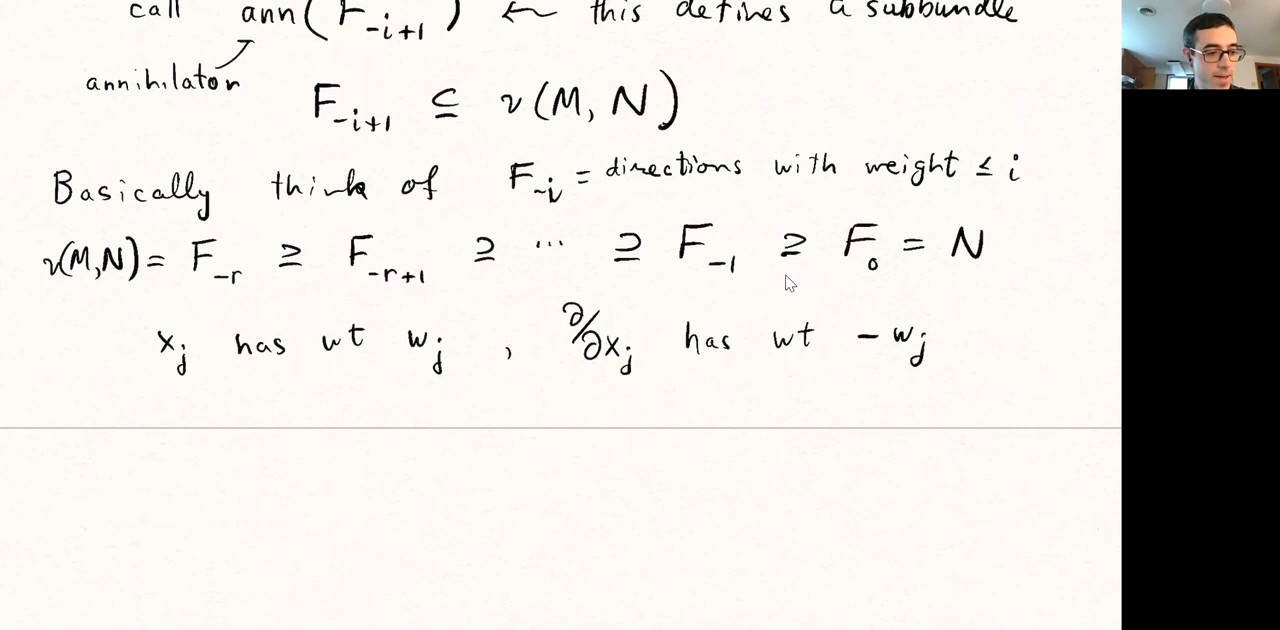 call ann(F_{-i+1}) ← this defines a subbundle
annihilator
F_{-i+1} ⊆ ν(M, N)
Basically think of F_{-i} = directions with weight ≤ i
ν(M,N) = F_{-r} ⊇ F_{-r+1} ⊇ ... ⊇ F_{-1} ⊇ F_0 = N
x_j has wt w_j , ∂/∂x_j has wt -w_j